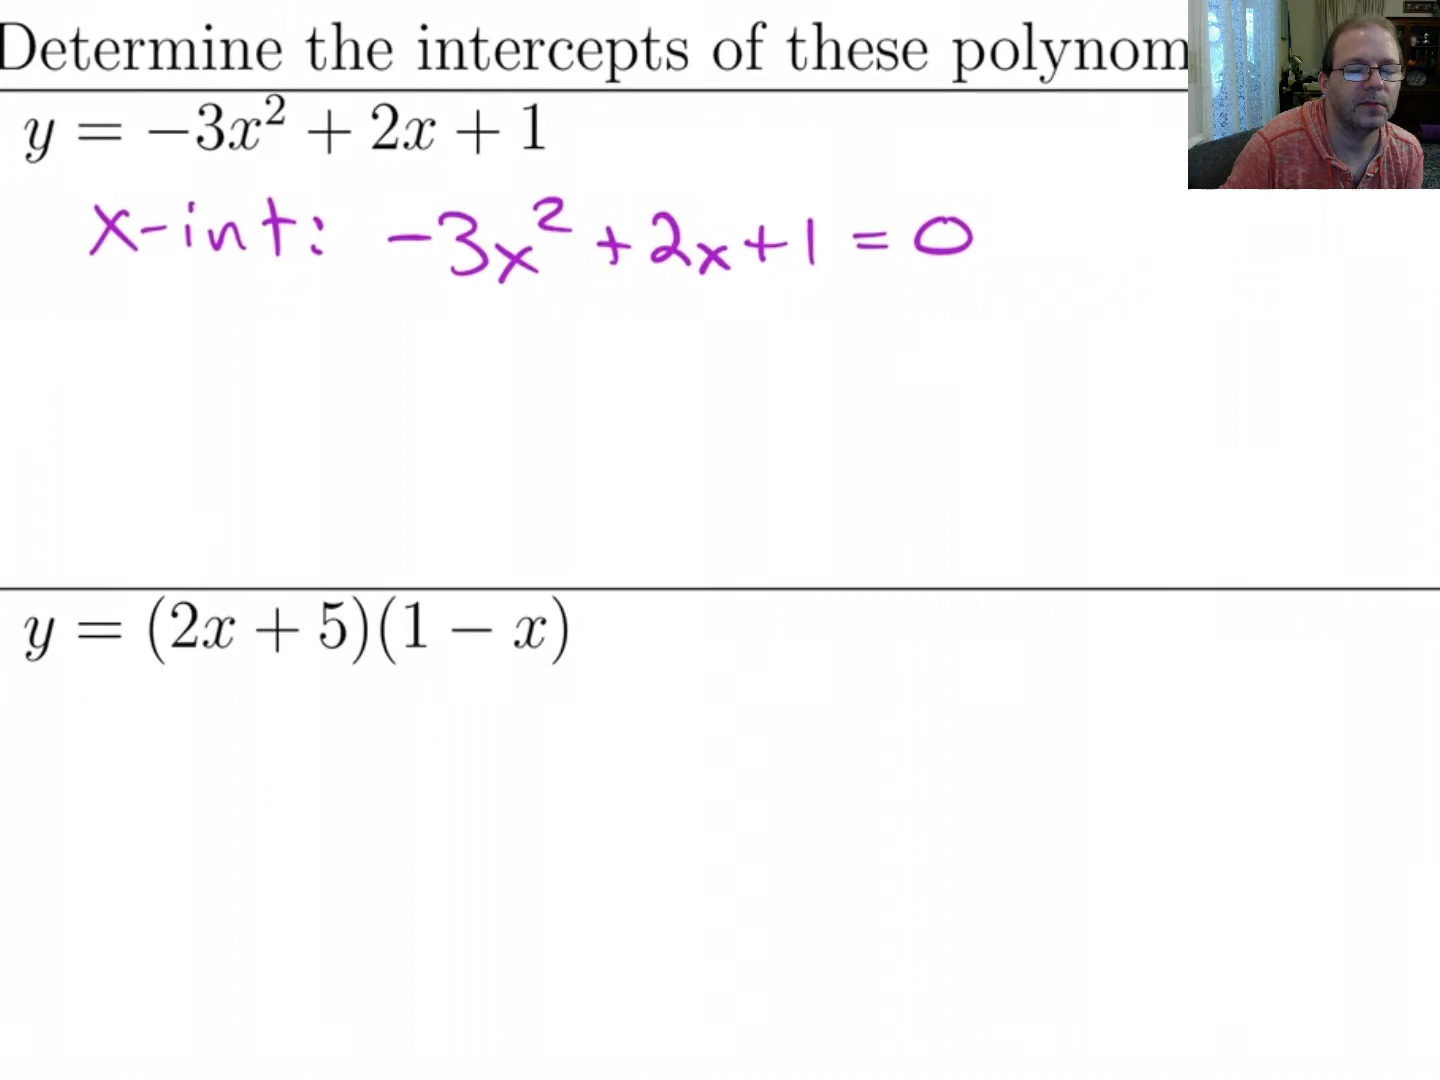 Determine the intercepts of these polynom
y = −3x² + 2x + 1
x-int: −3x² + 2x + 1 = 0
y = (2x + 5)(1 − x)